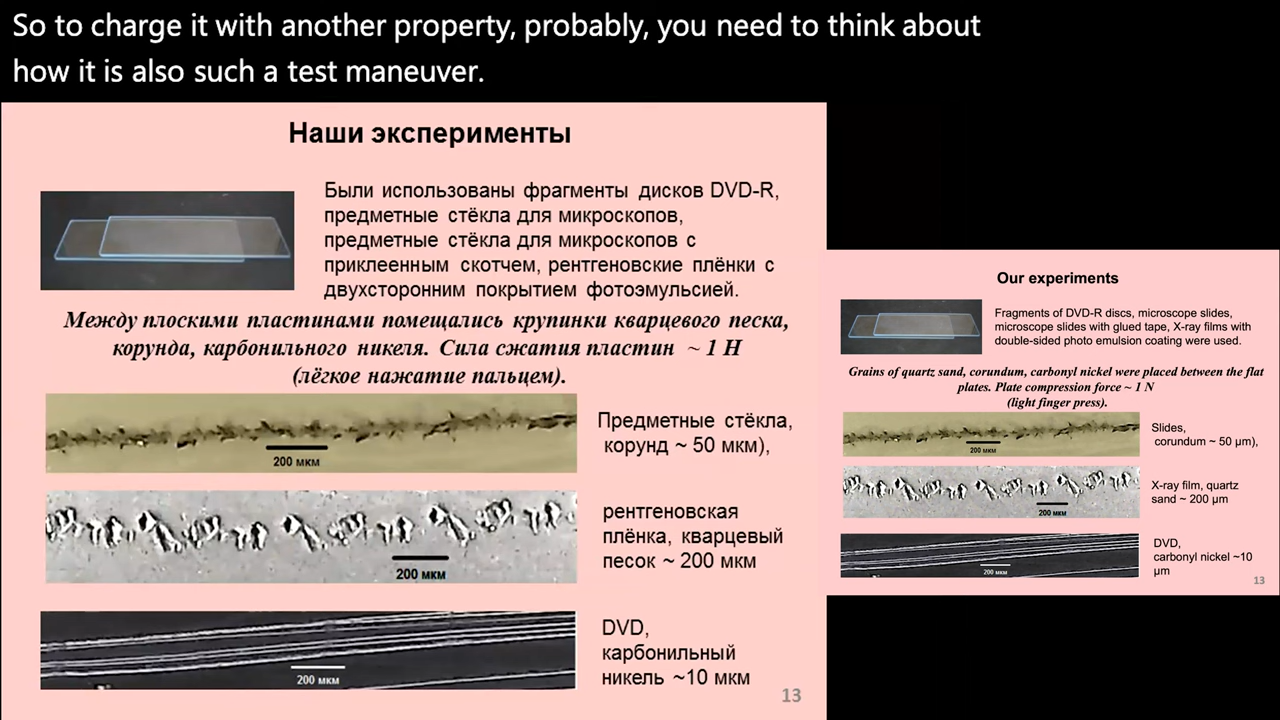 So to charge it with another property, probably, you need to think about
how it is also such a test maneuver.
Наши эксперименты
Были использованы фрагменты дисков DVD-R,
предметные стёкла для микроскопов,
предметные стёкла для микроскопов с
приклеенным скотчем, рентгеновские плёнки с
двухсторонним покрытием фотоэмульсией.
Между плоскими пластинами помещались крупинки кварцевого песка,
корунда, карбонильного никеля. Сила сжатия пластин ~ 1 Н
(лёгкое нажатие пальцем).
200 мкм
Предметные стёкла,
корунд ~ 50 мкм),
200 мкм
рентгеновская
плёнка, кварцевый
песок ~ 200 мкм
200 мкм
DVD,
карбонильный
никель ~10 мкм
13
Our experiments
Fragments of DVD-R discs, microscope slides,
microscope slides with glued tape, X-ray films with
double-sided photo emulsion coating were used.
Grains of quartz sand, corundum, carbonyl nickel were placed between the flat
plates. Plate compression force ~ 1 N
(light finger press).
200 мкм
Slides,
corundum ~ 50 μm),
200 мкм
X-ray film, quartz
sand ~ 200 μm
200 мкм
DVD,
carbonyl nickel ~10
μm
13